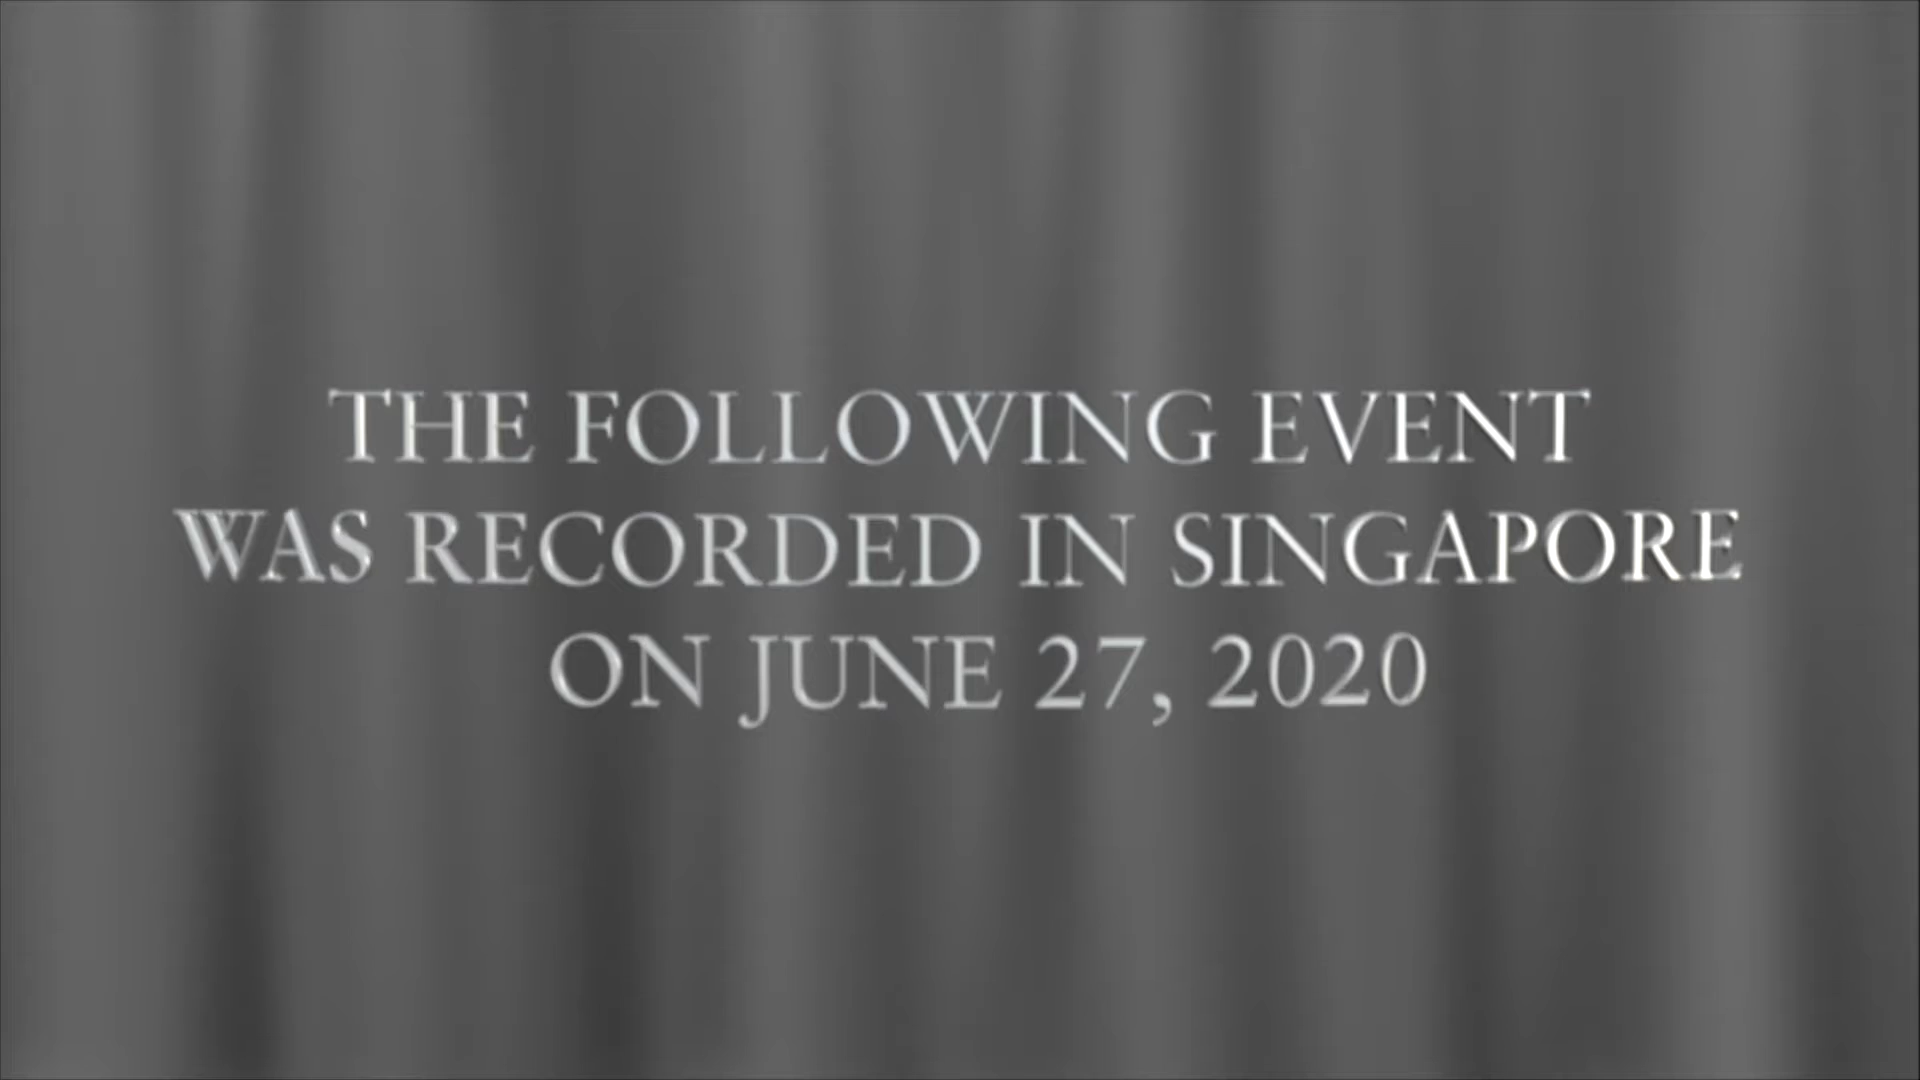 THE FOLLOWING EVENT
WAS RECORDED IN SINGAPORE
ON JUNE 27, 2020